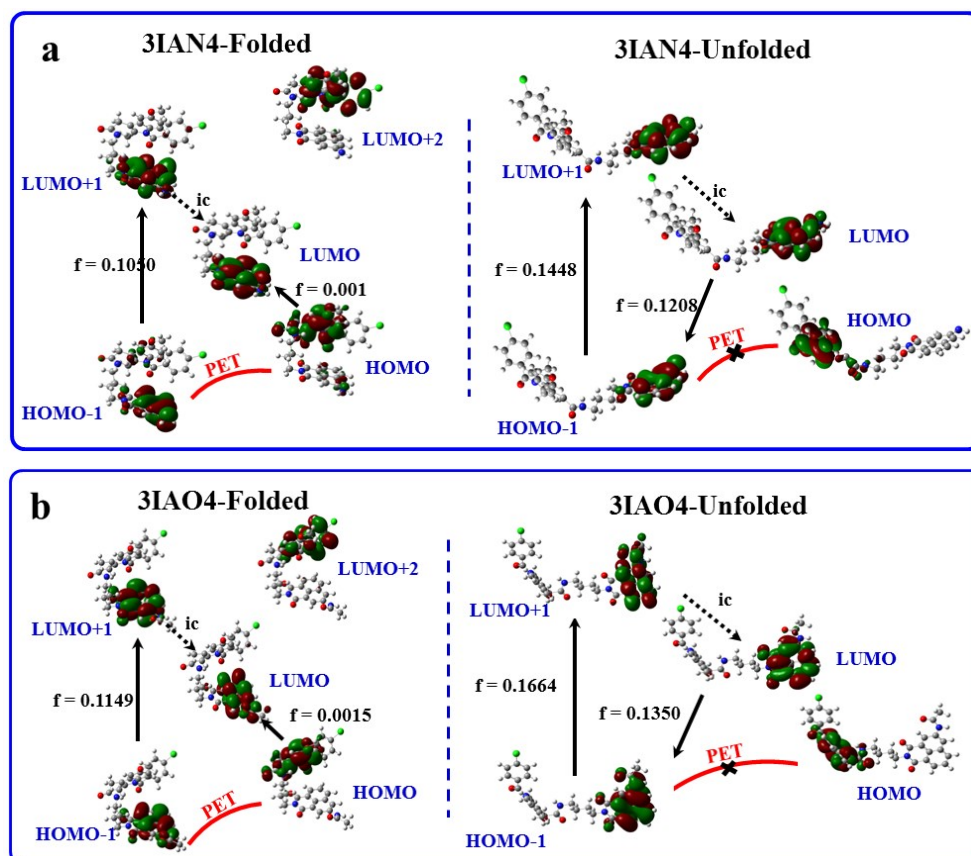 a
3IAN4-Folded
LUMO+2
LUMO+1
ic
LUMO
f = 0.1050
f = 0.001
PET
HOMO
HOMO-1
3IAN4-Unfolded
LUMO+1
ic
LUMO
f = 0.1448
f = 0.1208
HOMO
PET
HOMO-1
b
3IAO4-Folded
LUMO+2
LUMO+1
ic
LUMO
f = 0.1149
f = 0.0015
PET
HOMO
HOMO-1
3IAO4-Unfolded
LUMO+1
ic
LUMO
f = 0.1664
f = 0.1350
PET
HOMO
HOMO-1